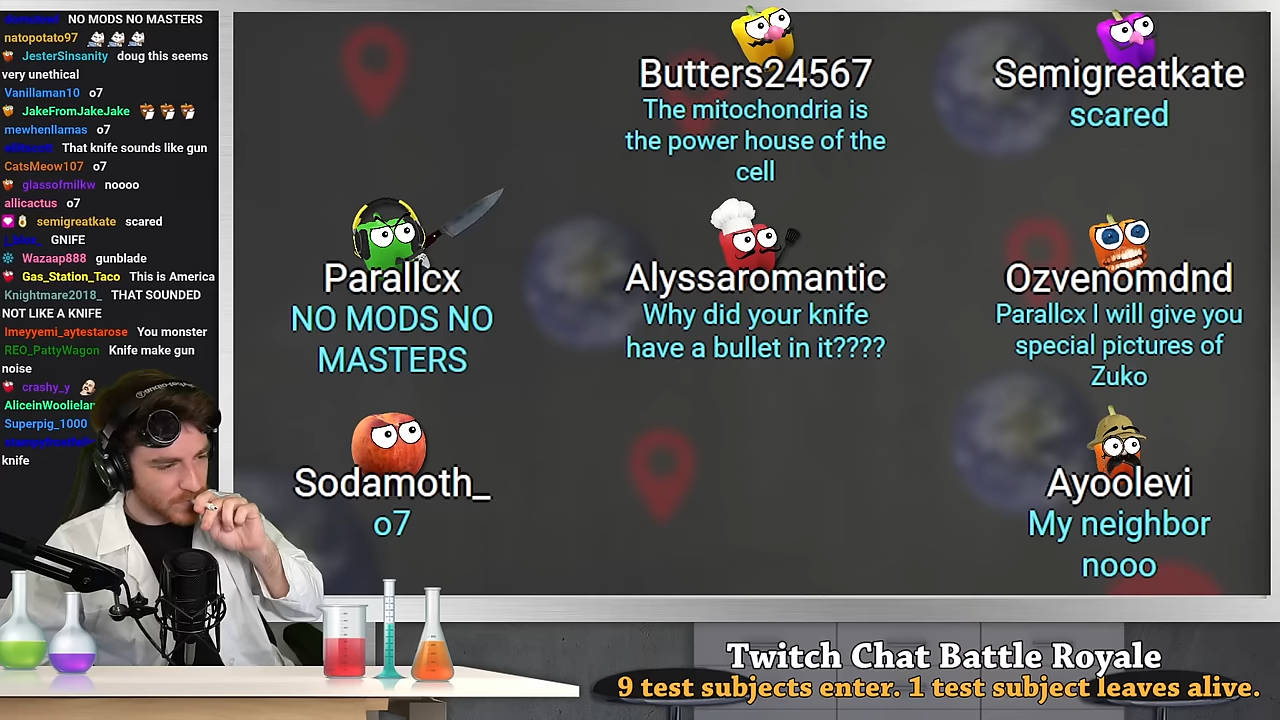 NO MODS NO MASTERS
natopotato97
JesterSinsanity doug this seems
very unethical
Vanillaman10 o7
JakeFromJakeJake
mewhenllamas o7
That knife sounds like gun
CatsMeow107 o7
glassofmilkw noooo
allicactus o7
semigreatkate scared
GNIFE
Wazaap888 gunblade
Gas_Station_Taco This is America
Knightmare2018_ THAT SOUNDED
NOT LIKE A KNIFE
Imeyyemi_aytestarose You monster
REO_PattyWagon Knife make gun
noise
crashy_y
AliceinWoolielan
Superpig_1000
knife
Butters24567
The mitochondria is
the power house of the
cell
Semigreatkate
scared
Parallcx
NO MODS NO
MASTERS
Alyssaromantic
Why did your knife
have a bullet in it????
Ozvenomdnd
Parallcx I will give you
special pictures of
Zuko
Sodamoth_
o7
Ayoolevi
My neighbor
nooo
Twitch Chat Battle Royale
9 test subjects enter. 1 test subject leaves alive.